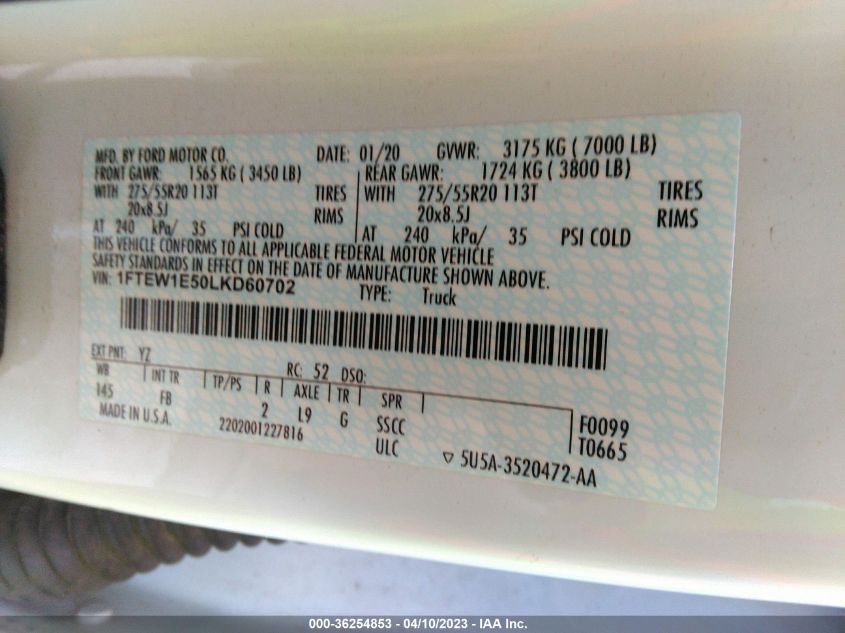 MFD. BY FORD MOTOR CO. DATE: 01/20 GVWR: 3175 KG ( 7000 LB)
FRONT GAWR: 1565 KG ( 3450 LB) REAR GAWR: 1724 KG ( 3800 LB)
WITH 275/55R20 113T TIRES WITH 275/55R20 113T TIRES
20x8.5J RIMS 20x8.5J RIMS
AT 240 kPa/ 35 PSI COLD AT 240 kPa/ 35 PSI COLD
THIS VEHICLE CONFORMS TO ALL APPLICABLE FEDERAL MOTOR VEHICLE
SAFETY STANDARDS IN EFFECT ON THE DATE OF MANUFACTURE SHOWN ABOVE.
VIN: 1FTEW1E50LKD60702 TYPE: Truck
EXT PNT: YZ RC: 52 DSO:
WB INT TR TP/PS R AXLE TR SPR
145 FB 2 L9 G SSCC F0099
MADE IN U.S.A. 2202001227816 ULC T0665
▽ 5U5A-3520472-AA
000-36254853 - 04/10/2023 - IAA Inc.